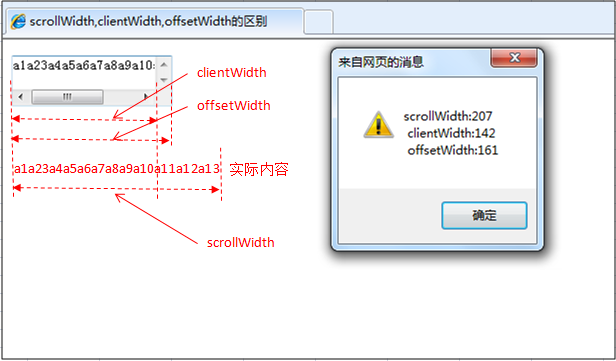 scrollWidth,clientWidth,offsetWidth的区别
a1a23a4a5a6a7a8a9a10
clientWidth
offsetWidth
a1a23a4a5a6a7a8a9a10a11a12a13 实际内容
scrollWidth
来自网页的消息
scrollWidth:207
clientWidth:142
offsetWidth:161
确定